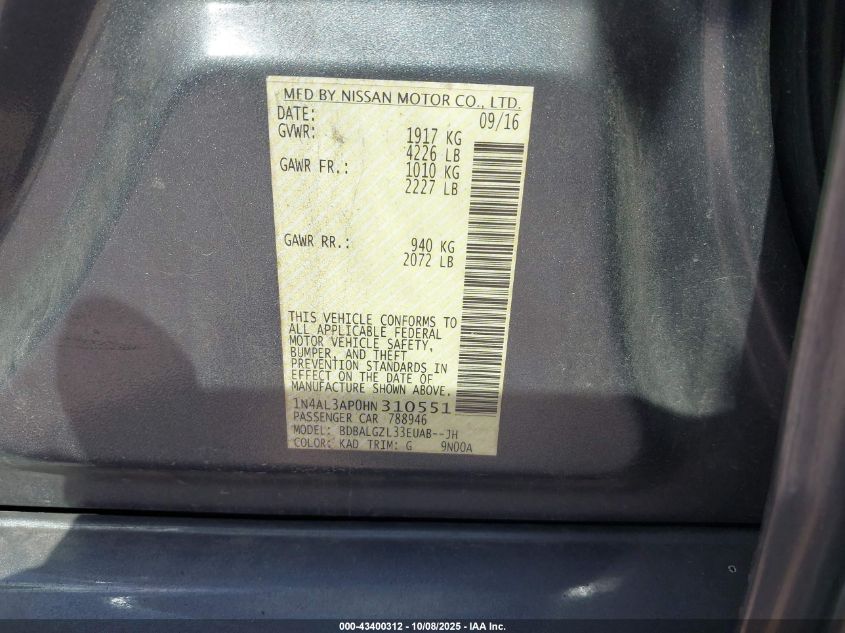 MFD BY NISSAN MOTOR CO., LTD.
DATE: 09/16
GVWR: 1917 KG
4226 LB
GAWR FR.: 1010 KG
2227 LB
GAWR RR.: 940 KG
2072 LB
THIS VEHICLE CONFORMS TO
ALL APPLICABLE FEDERAL
MOTOR VEHICLE SAFETY,
BUMPER, AND THEFT
PREVENTION STANDARDS IN
EFFECT ON THE DATE OF
MANUFACTURE SHOWN ABOVE.
1N4AL3AP0HN310551
PASSENGER CAR 788946
MODEL: BDBALGZL33EUAB--JH
COLOR: KAD TRIM: G 9N00A
000-43400312 - 10/08/2025 - IAA Inc.